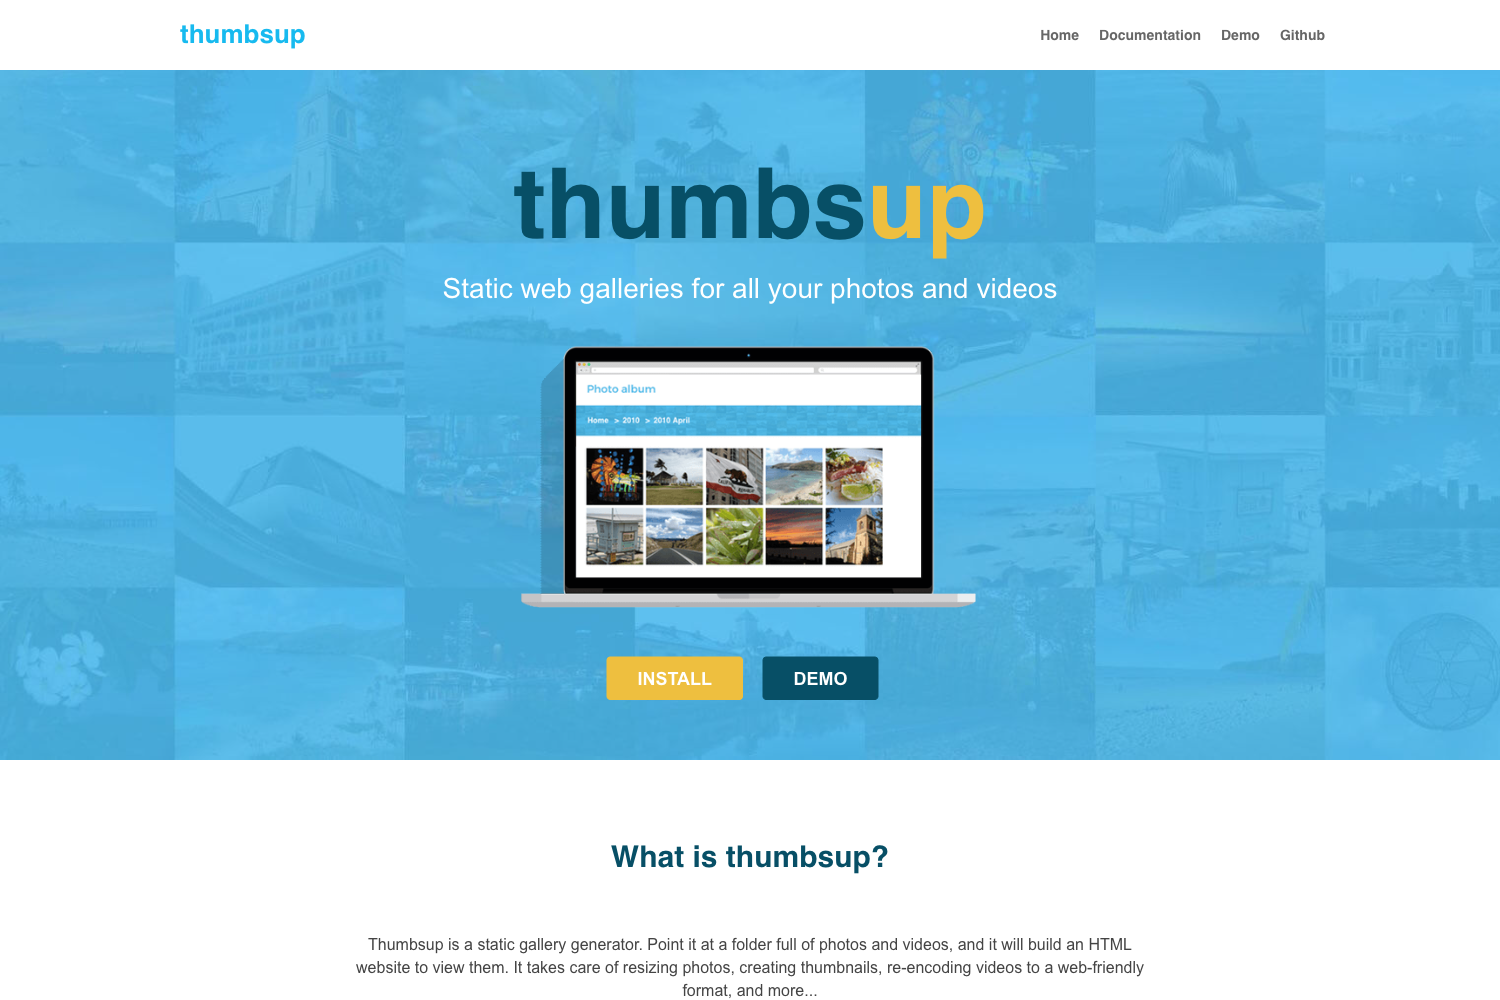 thumbsup
Home Documentation Demo Github
thumbsup
Static web galleries for all your photos and videos
Photo album
Home > 2010 > 2010 April
CALIFORNIA REPUBLIC
INSTALL DEMO
What is thumbsup?
Thumbsup is a static gallery generator. Point it at a folder full of photos and videos, and it will build an HTML
website to view them. It takes care of resizing photos, creating thumbnails, re-encoding videos to a web-friendly
format, and more...